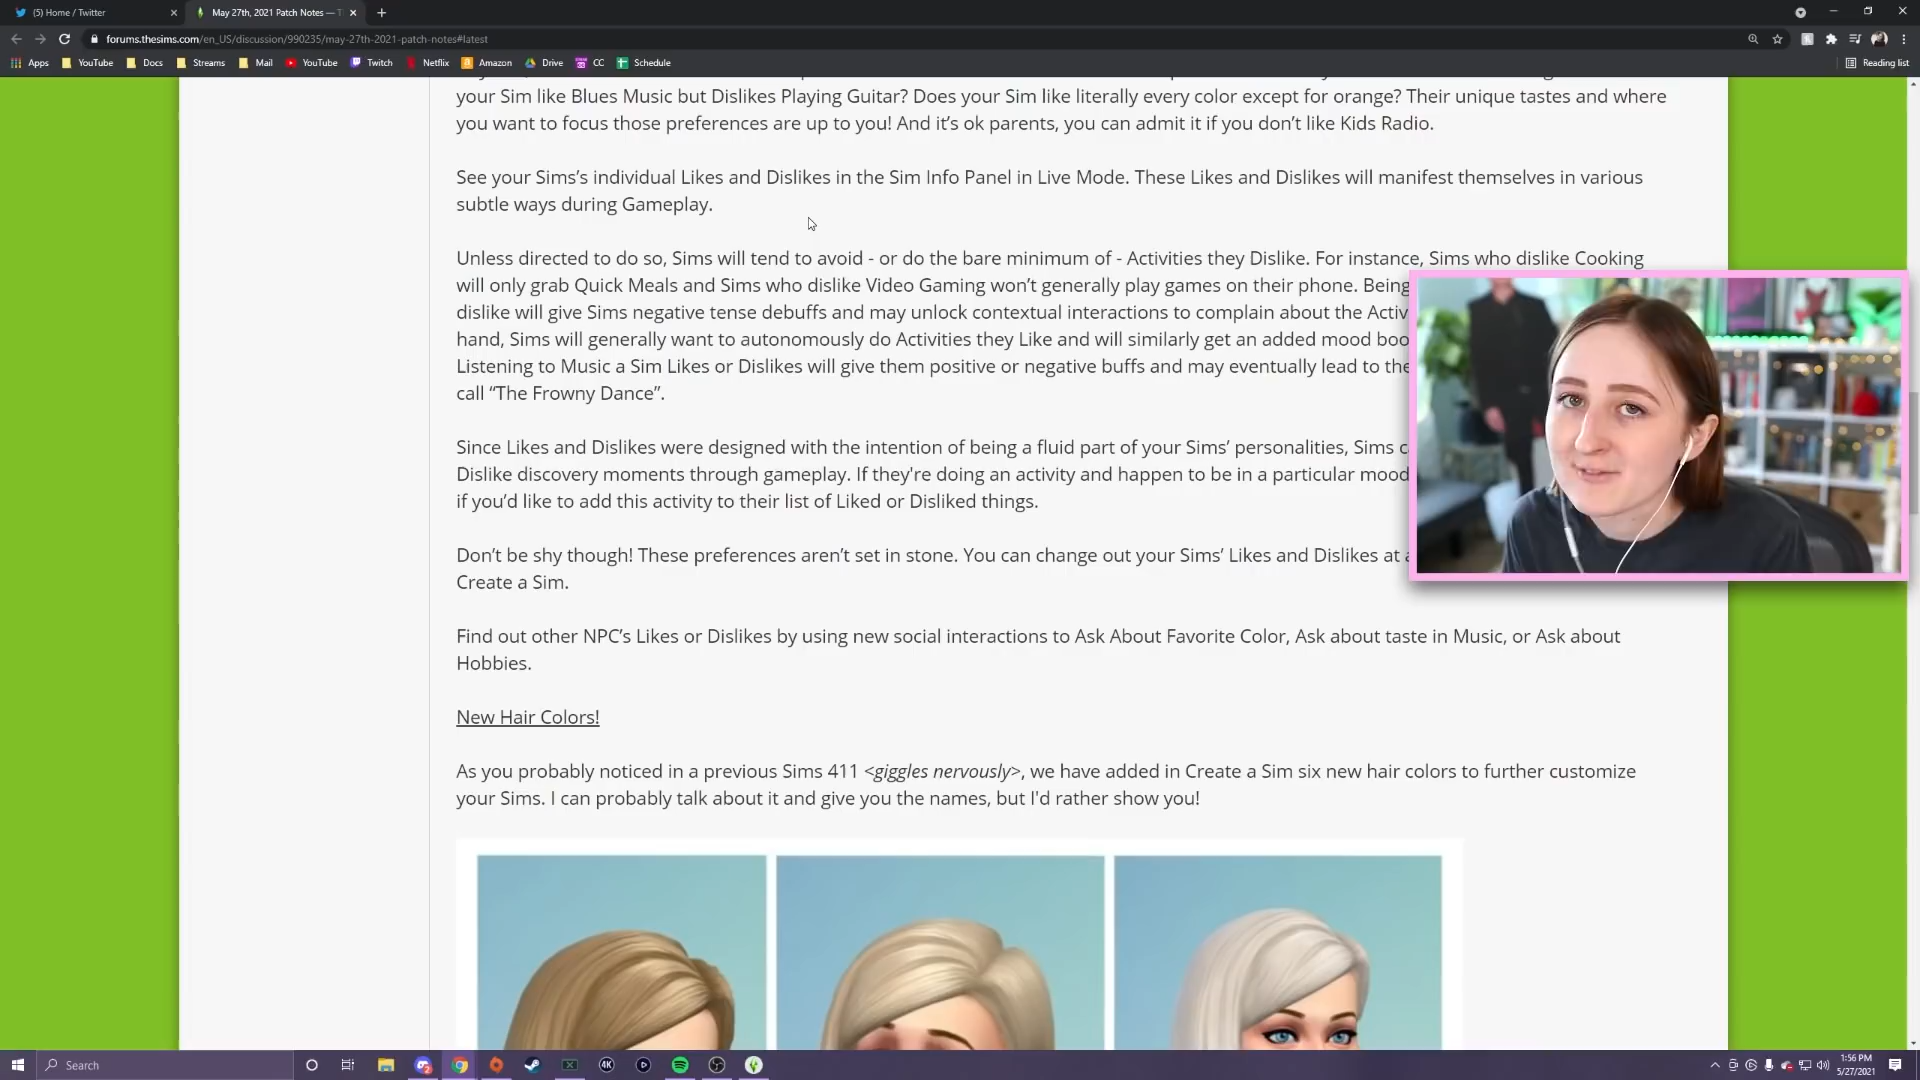 (5) Home / Twitter
May 27th, 2021 Patch Notes — T
forums.thesims.com/en_US/discussion/990235/may-27th-2021-patch-notes#latest
Apps YouTube Docs Streams Mail YouTube Twitch Netflix Amazon Drive CC Schedule Reading list
your Sim like Blues Music but Dislikes Playing Guitar? Does your Sim like literally every color except for orange? Their unique tastes and where
you want to focus those preferences are up to you! And it's ok parents, you can admit it if you don't like Kids Radio.
See your Sims's individual Likes and Dislikes in the Sim Info Panel in Live Mode. These Likes and Dislikes will manifest themselves in various
subtle ways during Gameplay.
Unless directed to do so, Sims will tend to avoid - or do the bare minimum of - Activities they Dislike. For instance, Sims who dislike Cooking
will only grab Quick Meals and Sims who dislike Video Gaming won't generally play games on their phone. Being
dislike will give Sims negative tense debuffs and may unlock contextual interactions to complain about the Activ
hand, Sims will generally want to autonomously do Activities they Like and will similarly get an added mood boo
Listening to Music a Sim Likes or Dislikes will give them positive or negative buffs and may eventually lead to the
call “The Frowny Dance”.
Since Likes and Dislikes were designed with the intention of being a fluid part of your Sims' personalities, Sims c
Dislike discovery moments through gameplay. If they're doing an activity and happen to be in a particular mood
if you'd like to add this activity to their list of Liked or Disliked things.
Don't be shy though! These preferences aren't set in stone. You can change out your Sims' Likes and Dislikes at a
Create a Sim.
Find out other NPC's Likes or Dislikes by using new social interactions to Ask About Favorite Color, Ask about taste in Music, or Ask about
Hobbies.
New Hair Colors!
As you probably noticed in a previous Sims 411 <giggles nervously>, we have added in Create a Sim six new hair colors to further customize
your Sims. I can probably talk about it and give you the names, but I'd rather show you!
Search
4K
1:56 PM
5/27/2021